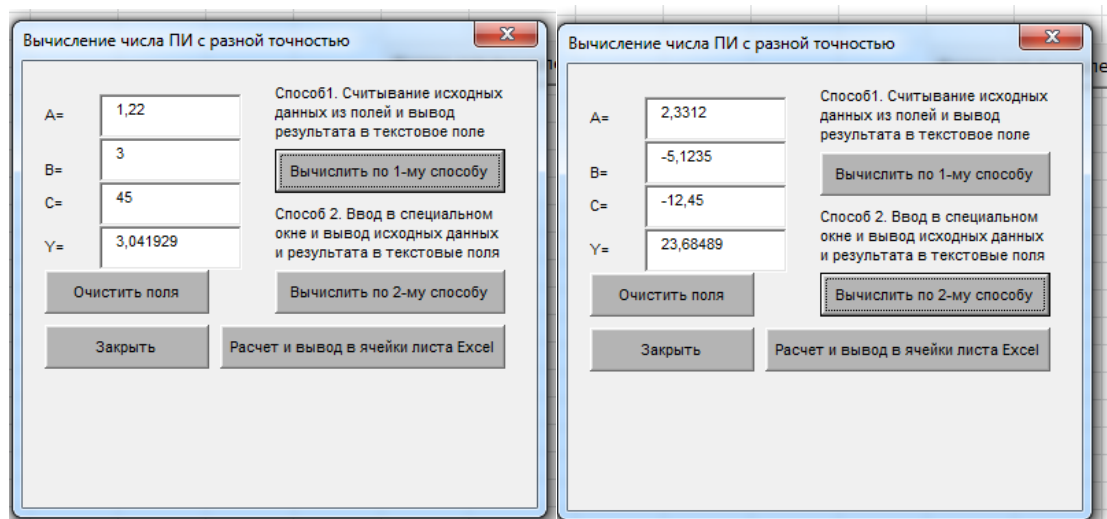 Вычисление числа ПИ с разной точностью
A= 1,22
B= 3
C= 45
Y= 3,041929
Способ1. Считывание исходных
данных из полей и вывод
результата в текстовое поле
Вычислить по 1-му способу
Способ 2. Ввод в специальном
окне и вывод исходных данных
и результата в текстовые поля
Очистить поля
Вычислить по 2-му способу
Закрыть
Расчет и вывод в ячейки листа Excel
Вычисление числа ПИ с разной точностью
A= 2,3312
B= -5,1235
C= -12,45
Y= 23,68489
Способ1. Считывание исходных
данных из полей и вывод
результата в текстовое поле
Вычислить по 1-му способу
Способ 2. Ввод в специальном
окне и вывод исходных данных
и результата в текстовые поля
Очистить поля
Вычислить по 2-му способу
Закрыть
Расчет и вывод в ячейки листа Excel